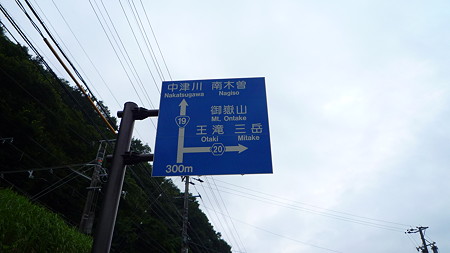 中津川 南木曽
Nakatsugawa Nagiso
御嶽山
Mt. Ontake
19
王滝 三岳
Otaki Mitake
20
300m